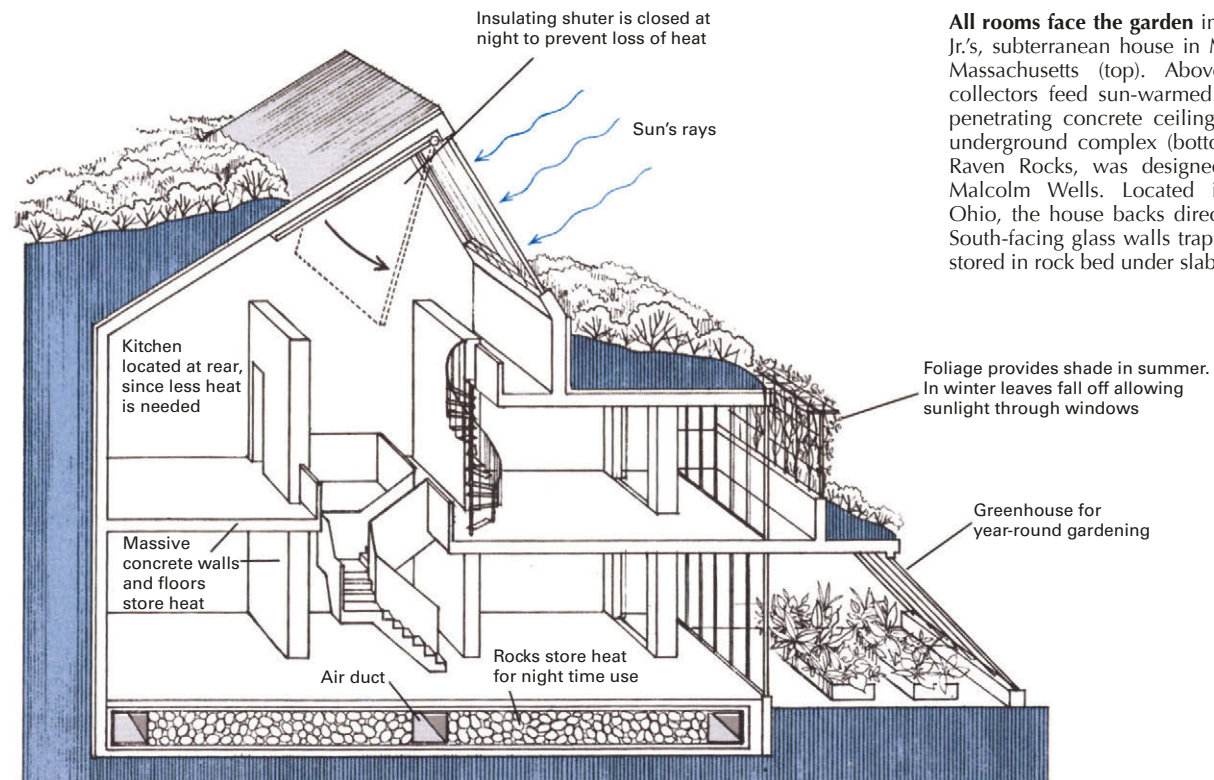 Insulating shuter is closed at
night to prevent loss of heat
Sun's rays
All rooms face the garden in
Jr.'s, subterranean house in
Massachusetts (top).
collectors feed sun-warmed
penetrating concrete ceiling
underground complex
Raven Rocks, was designed
Malcolm Wells. Located
Ohio, the house backs
South-facing glass walls trap
stored in rock bed under slab
Kitchen
located at rear,
since less heat
is needed
Foliage provides shade in summer.
In winter leaves fall off allowing
sunlight through windows
Greenhouse for
year-round gardening
Massive
concrete walls
and floors
store heat
Air duct
Rocks store heat
for night time use